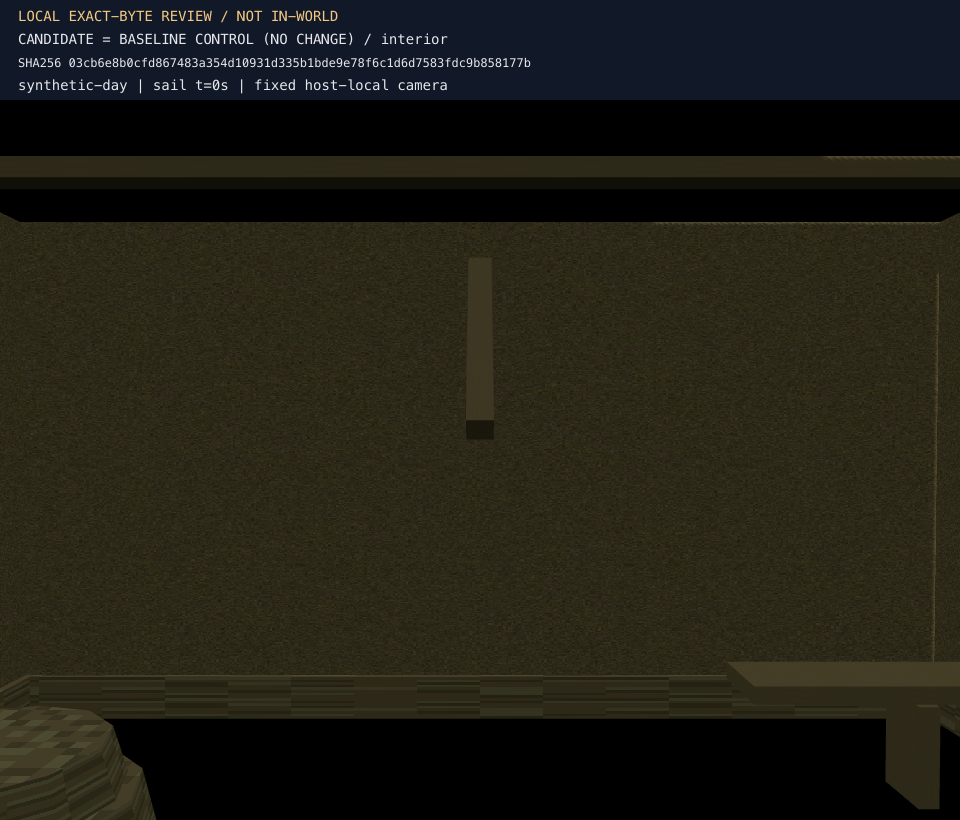 LOCAL EXACT-BYTE REVIEW / NOT IN-WORLD
CANDIDATE = BASELINE CONTROL (NO CHANGE) / interior
SHA256 03cb6e8b0cfd867483a354d10931d335b1bde9e78f6c1d6d7583fdc9b858177b
synthetic-day | sail t=0s | fixed host-local camera